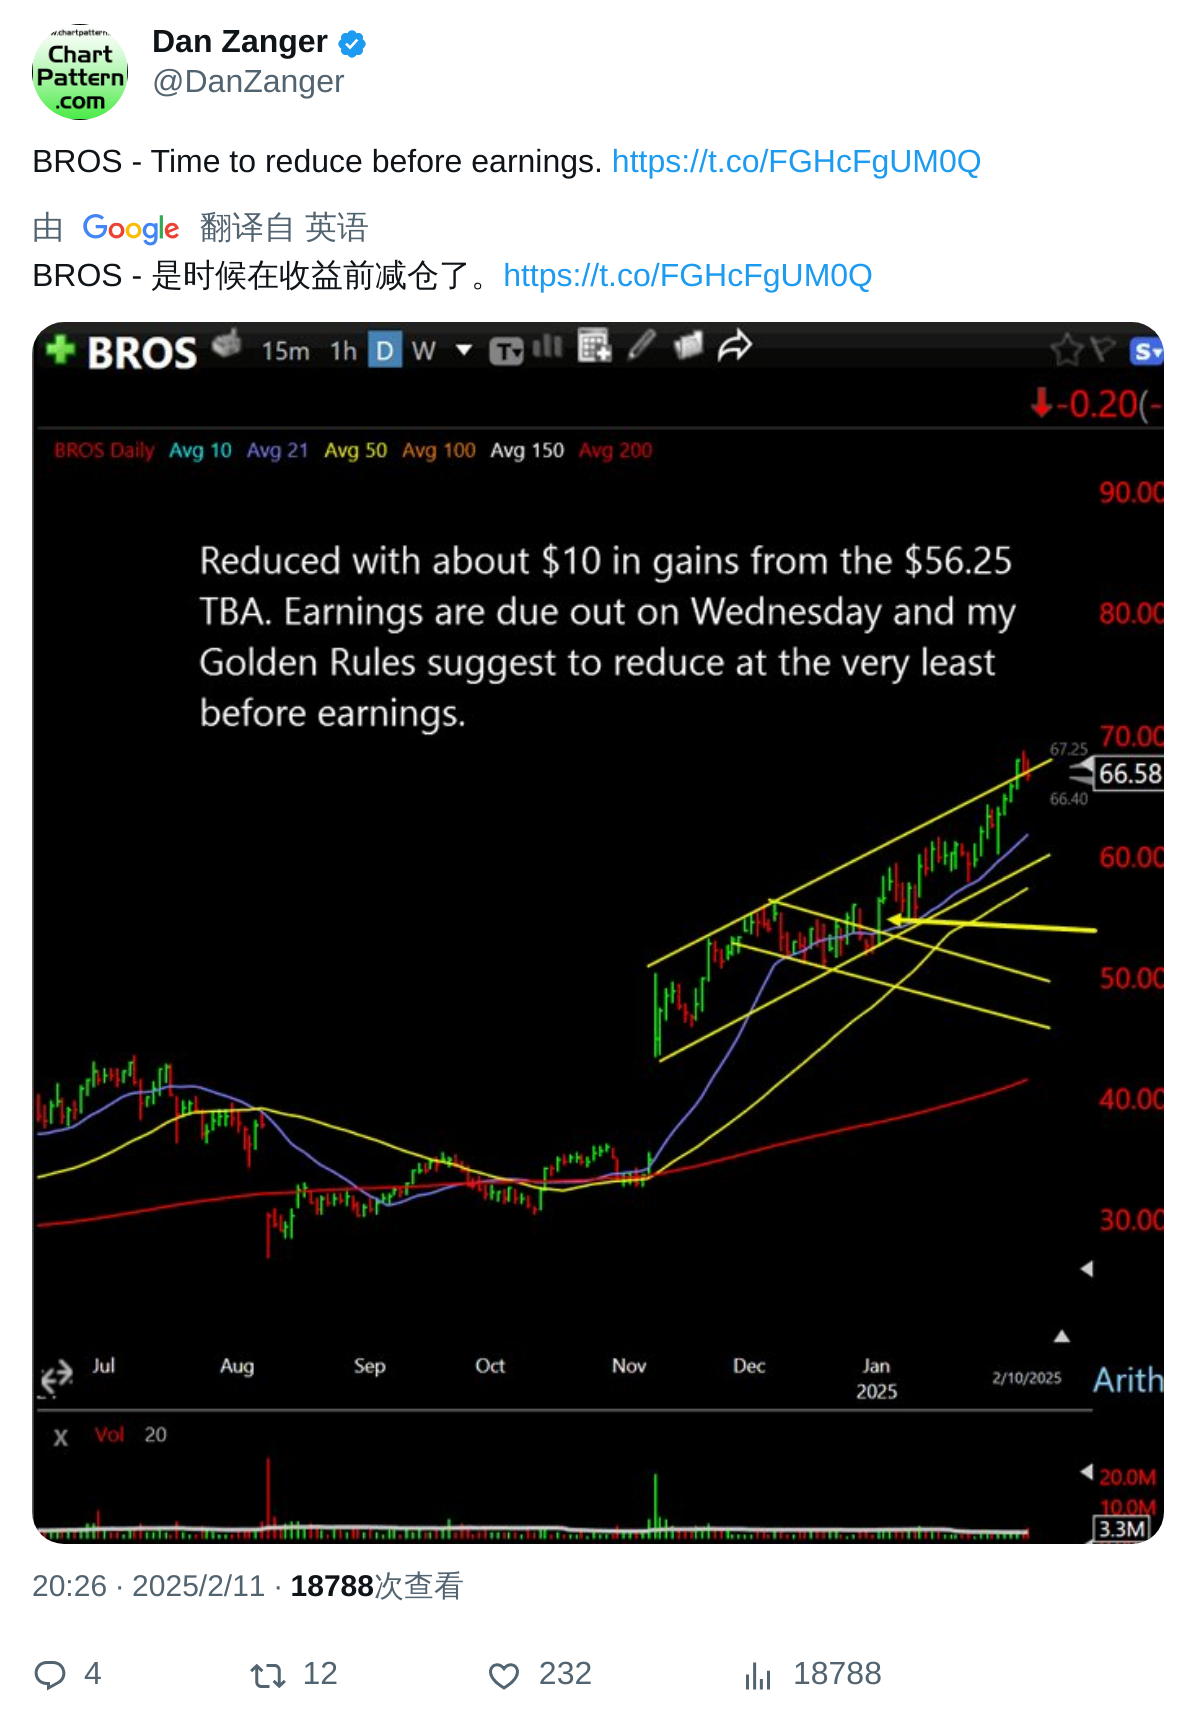 w.chartpattern.
Chart
Pattern
.com
Dan Zanger
@DanZanger
BROS - Time to reduce before earnings. https://t.co/FGHcFgUM0Q
由 Google 翻译自 英语
BROS - 是时候在收益前减仓了。https://t.co/FGHcFgUM0Q
BROS 15m 1h D W T S
-0.20(-
BROS Daily Avg 10 Avg 21 Avg 50 Avg 100 Avg 150 Avg 200
90.00
Reduced with about $10 in gains from the $56.25
TBA. Earnings are due out on Wednesday and my
80.00
Golden Rules suggest to reduce at the very least
before earnings.
70.00
67.25
66.58
66.40
60.00
50.00
40.00
30.00
Jul Aug Sep Oct Nov Dec Jan
2025
2/10/2025
Arith
X Vol 20
20.0M
10.0M
3.3M
20:26 · 2025/2/11 · 18788次查看
4 12 232 18788